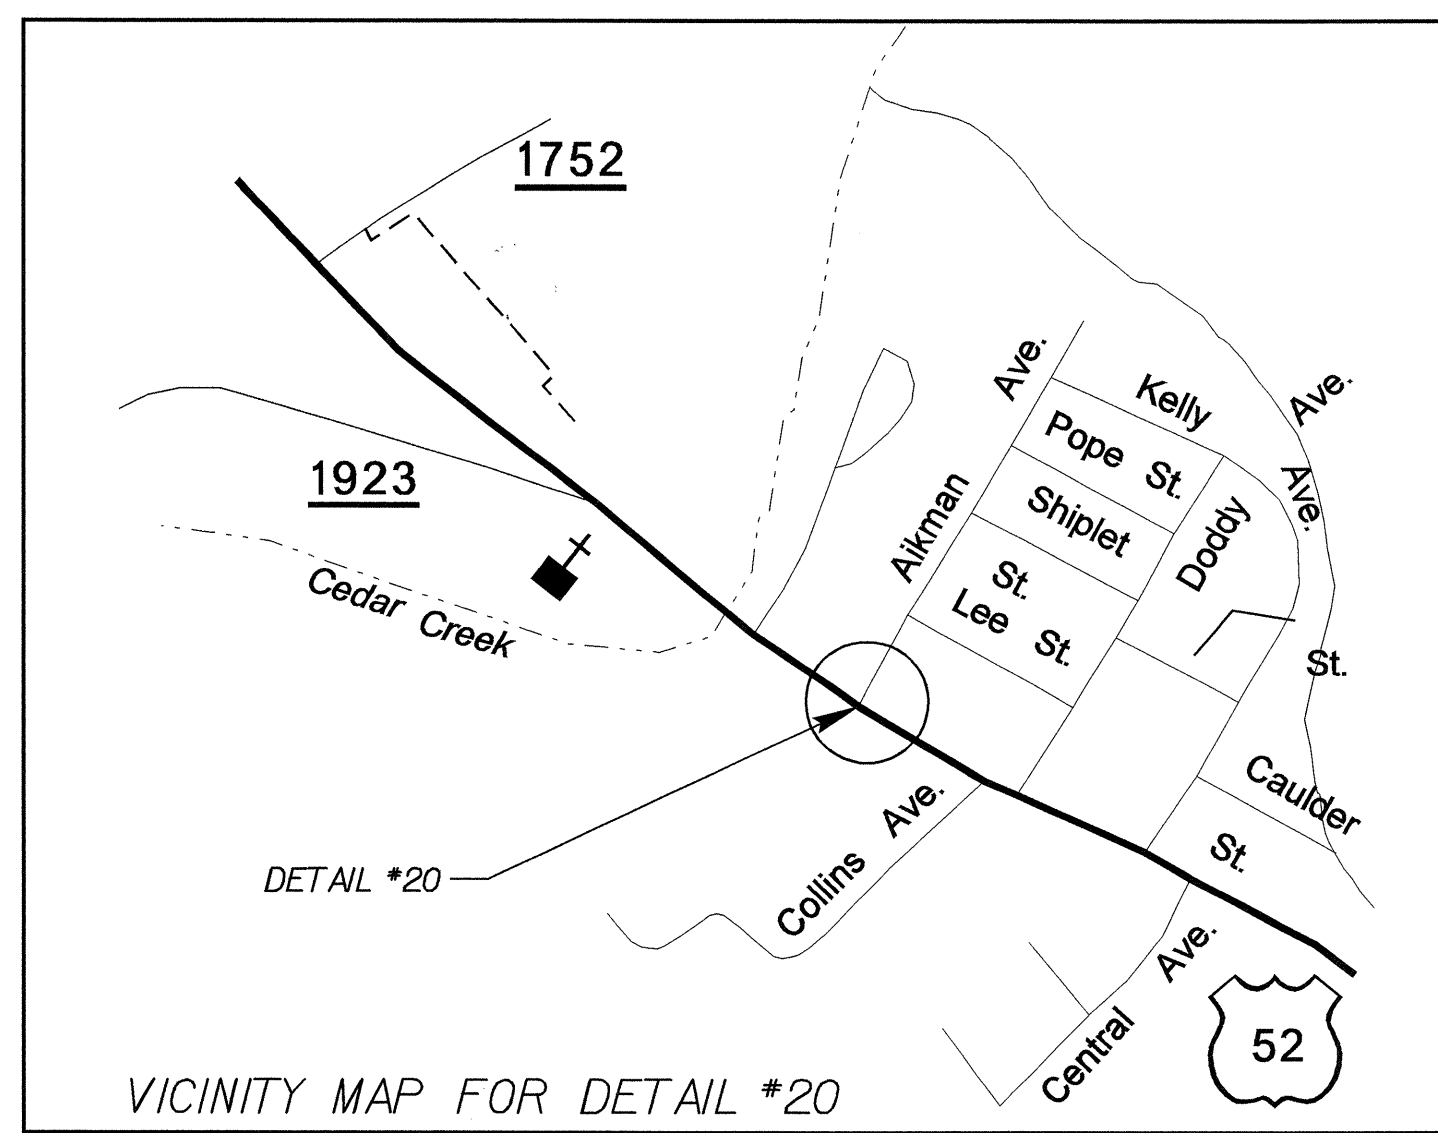 1752
Ave.
Kelly
Ave.
Pope St.
Ave.
1923
Aikman
Shiplet
Doddy
St.
Lee St.
Cedar Creek
St.
Caulder
St.
Collins Ave.
DETAIL #20
Central Ave.
52
VICINITY MAP FOR DETAIL #20